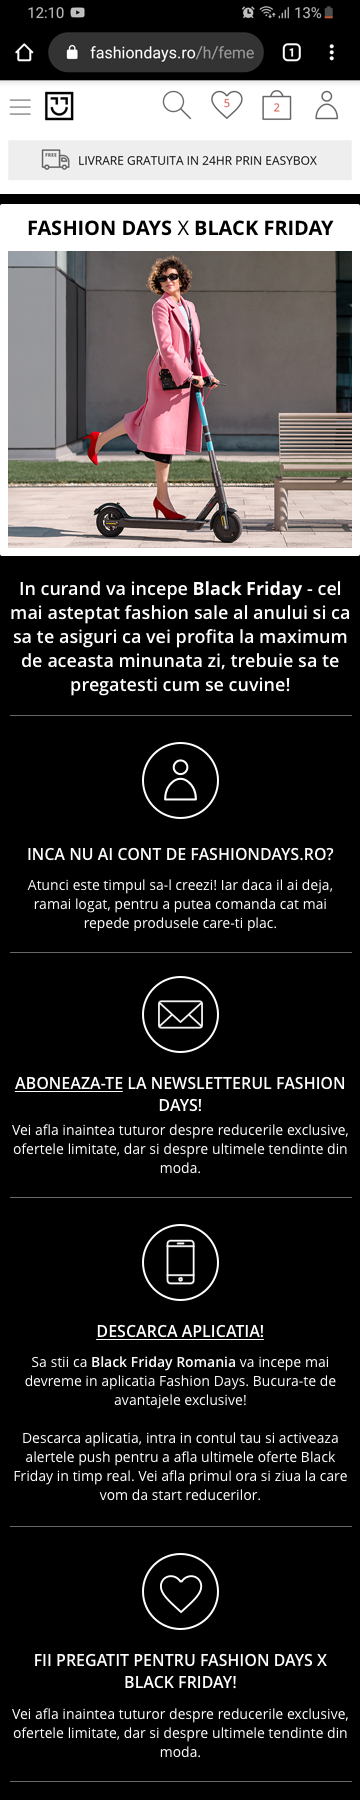 12:10
13%
fashiondays.ro/h/feme
1
5
2
FREE
LIVRARE GRATUITA IN 24HR PRIN EASYBOX
FASHION DAYS X BLACK FRIDAY
In curand va incepe Black Friday - cel
mai asteptat fashion sale al anului si ca
sa te asiguri ca vei profita la maximum
de aceasta minunata zi, trebuie sa te
pregatesti cum se cuvine!
INCA NU AI CONT DE FASHIONDAYS.RO?
Atunci este timpul sa-l creezi! Iar daca il ai deja,
ramai logat, pentru a putea comanda cat mai
repede produsele care-ti plac.
ABONEAZA-TE LA NEWSLETTERUL FASHION
DAYS!
Vei afla inaintea tuturor despre reducerile exclusive,
ofertele limitate, dar si despre ultimele tendinte din
moda.
DESCARCA APLICATIA!
Sa stii ca Black Friday Romania va incepe mai
devreme in aplicatia Fashion Days. Bucura-te de
avantajele exclusive!
Descarca aplicatia, intra in contul tau si activeaza
alertele push pentru a afla ultimele oferte Black
Friday in timp real. Vei afla primul ora si ziua la care
vom da start reducerilor.
FII PREGATIT PENTRU FASHION DAYS X
BLACK FRIDAY!
Vei afla inaintea tuturor despre reducerile exclusive,
ofertele limitate, dar si despre ultimele tendinte din
moda.